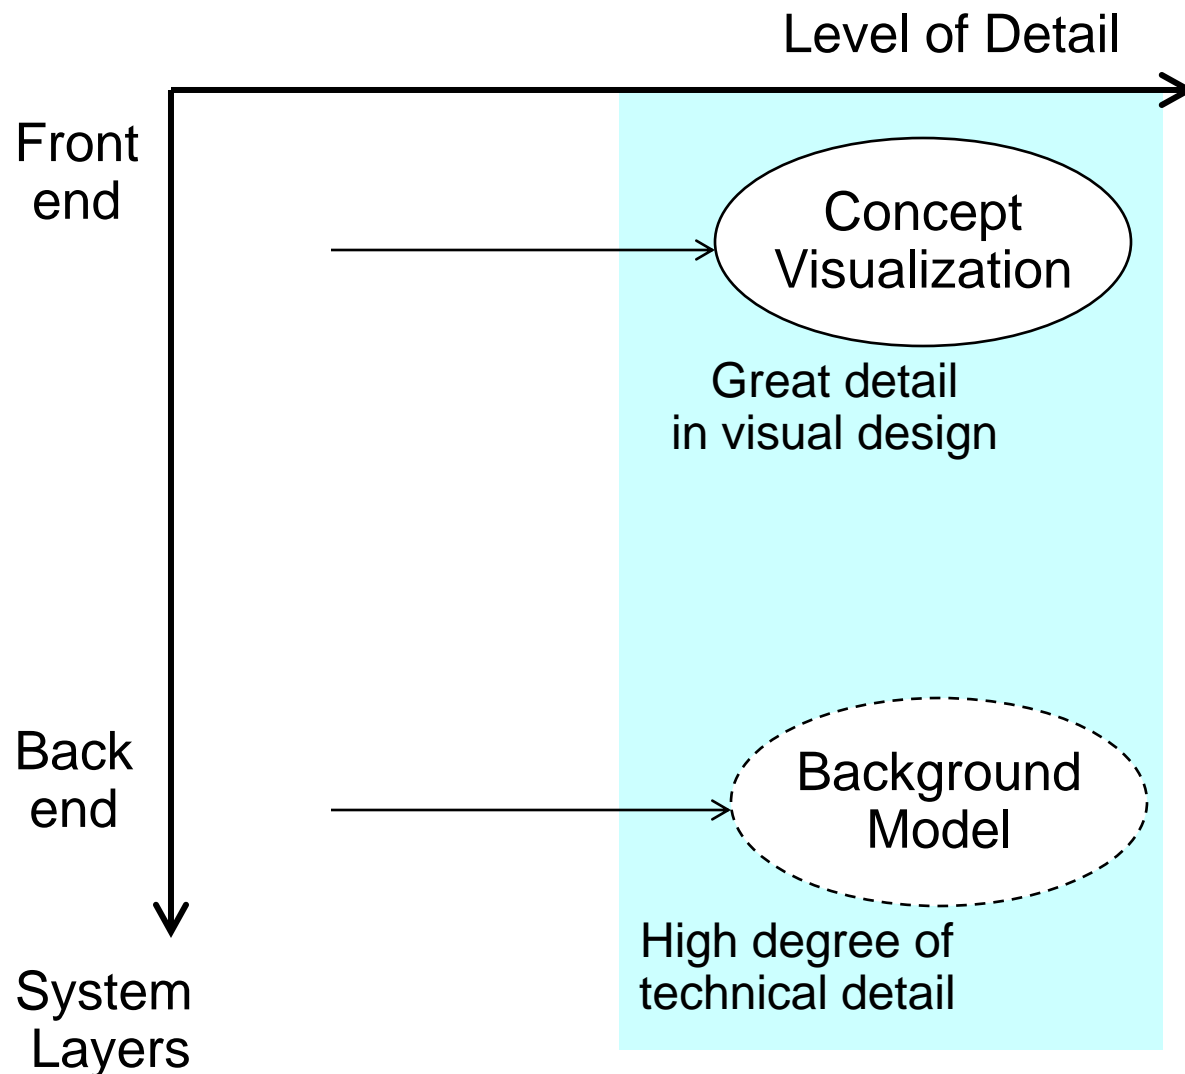 Level of Detail
Front
end
Concept
Visualization
Great detail
in visual design
Back
end
Background
Model
High degree of
technical detail
System
Layers